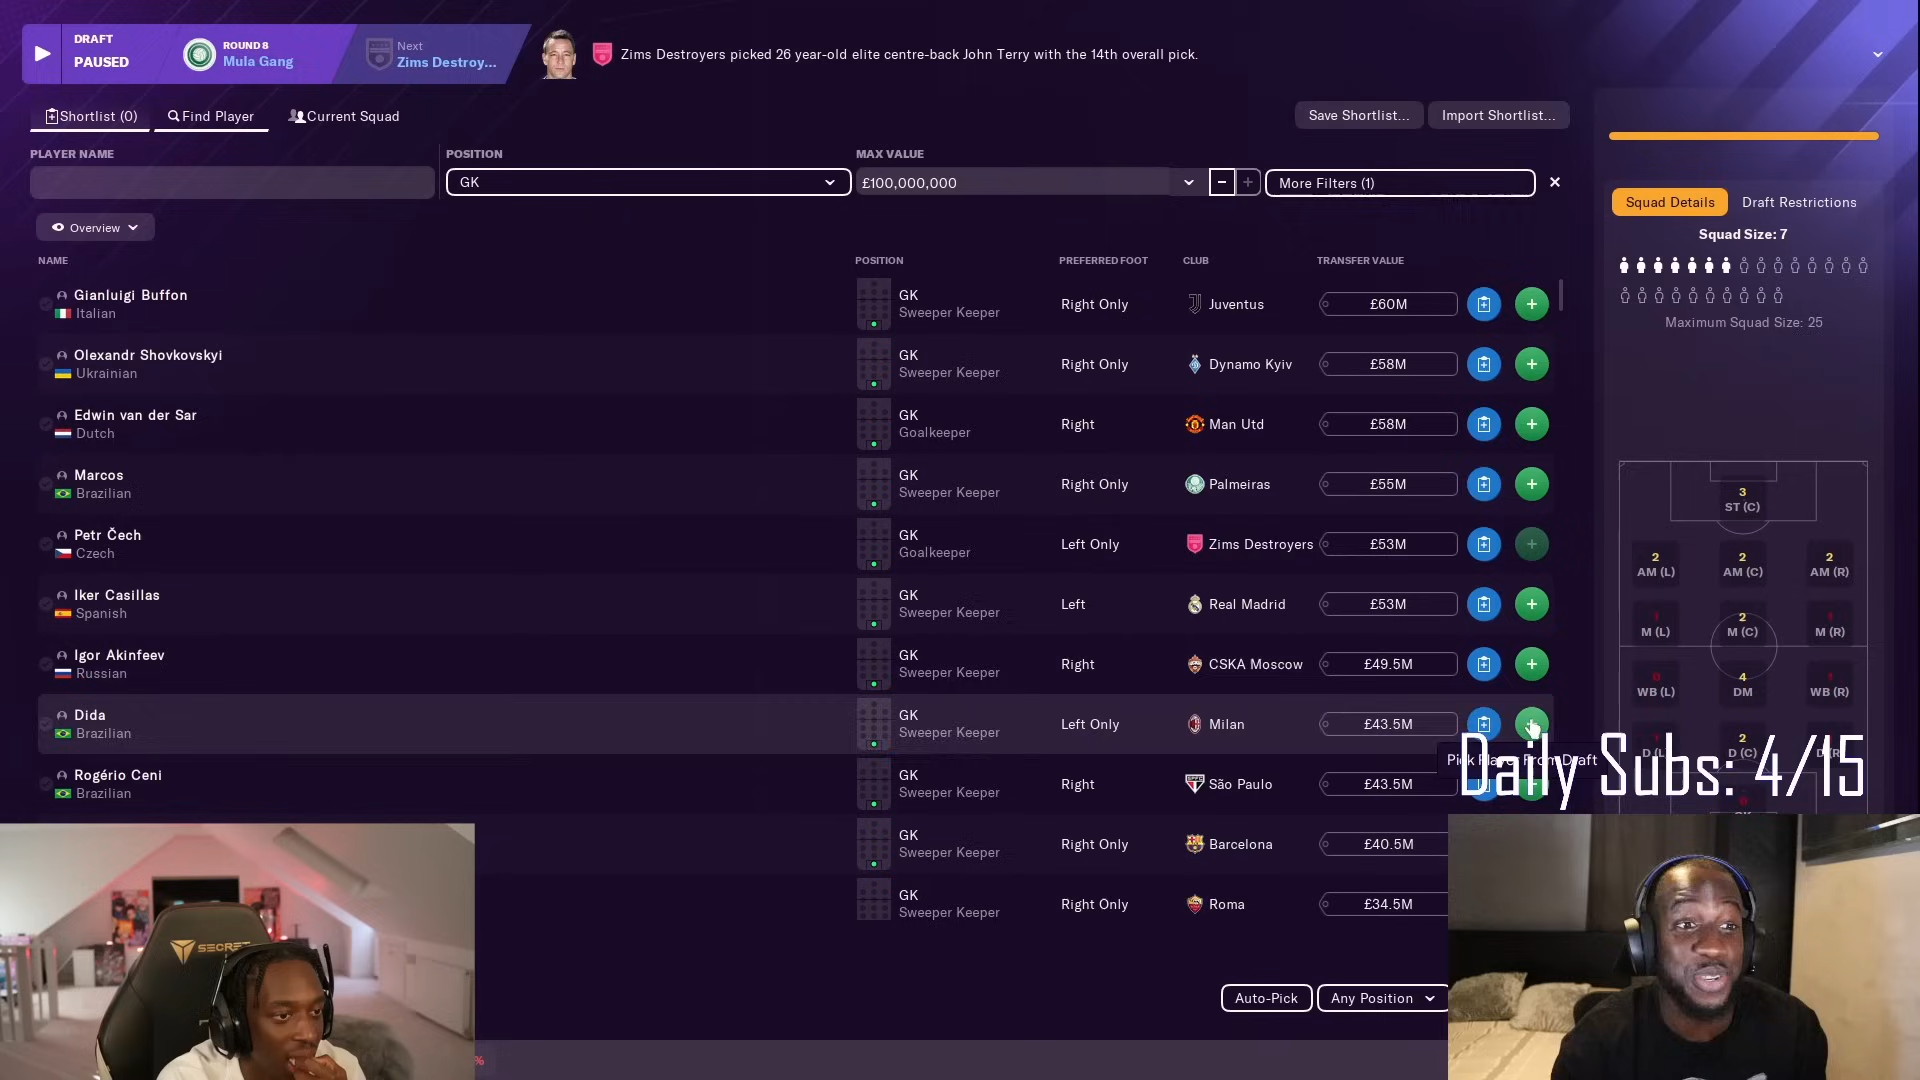 DRAFT
PAUSED
ROUND 8
Mula Gang
Next
Zims Destroy...
Zims Destroyers picked 26 year-old elite centre-back John Terry with the 14th overall pick.
Shortlist (0)
Find Player
Current Squad
Save Shortlist...
Import Shortlist...
PLAYER NAME
POSITION
MAX VALUE
GK
£100,000,000
More Filters (1)
Overview
NAME
POSITION
PREFERRED FOOT
CLUB
TRANSFER VALUE
Gianluigi Buffon
Italian
GK
Sweeper Keeper
Right Only
Juventus
£60M
Olexandr Shovkovskyi
Ukrainian
GK
Sweeper Keeper
Right Only
Dynamo Kyiv
£58M
Edwin van der Sar
Dutch
GK
Goalkeeper
Right
Man Utd
£58M
Marcos
Brazilian
GK
Sweeper Keeper
Right Only
Palmeiras
£55M
Petr Čech
Czech
GK
Goalkeeper
Left Only
Zims Destroyers
£53M
Iker Casillas
Spanish
GK
Sweeper Keeper
Left
Real Madrid
£53M
Igor Akinfeev
Russian
GK
Sweeper Keeper
Right
CSKA Moscow
£49.5M
Dida
Brazilian
GK
Sweeper Keeper
Left Only
Milan
£43.5M
Rogério Ceni
Brazilian
GK
Sweeper Keeper
Right
São Paulo
£43.5M
GK
Sweeper Keeper
Right Only
Barcelona
£40.5M
GK
Sweeper Keeper
Right Only
Roma
£34.5M
Auto-Pick
Any Position
Squad Details
Draft Restrictions
Squad Size: 7
Maximum Squad Size: 25
3
ST (C)
2
AM (L)
2
AM (C)
2
AM (R)
1
M (L)
2
M (C)
1
M (R)
0
WB (L)
4
DM
1
WB (R)
D (L
2
D (C)
Pick Player From Draft
Daily Subs: 4/15
SECRET
%